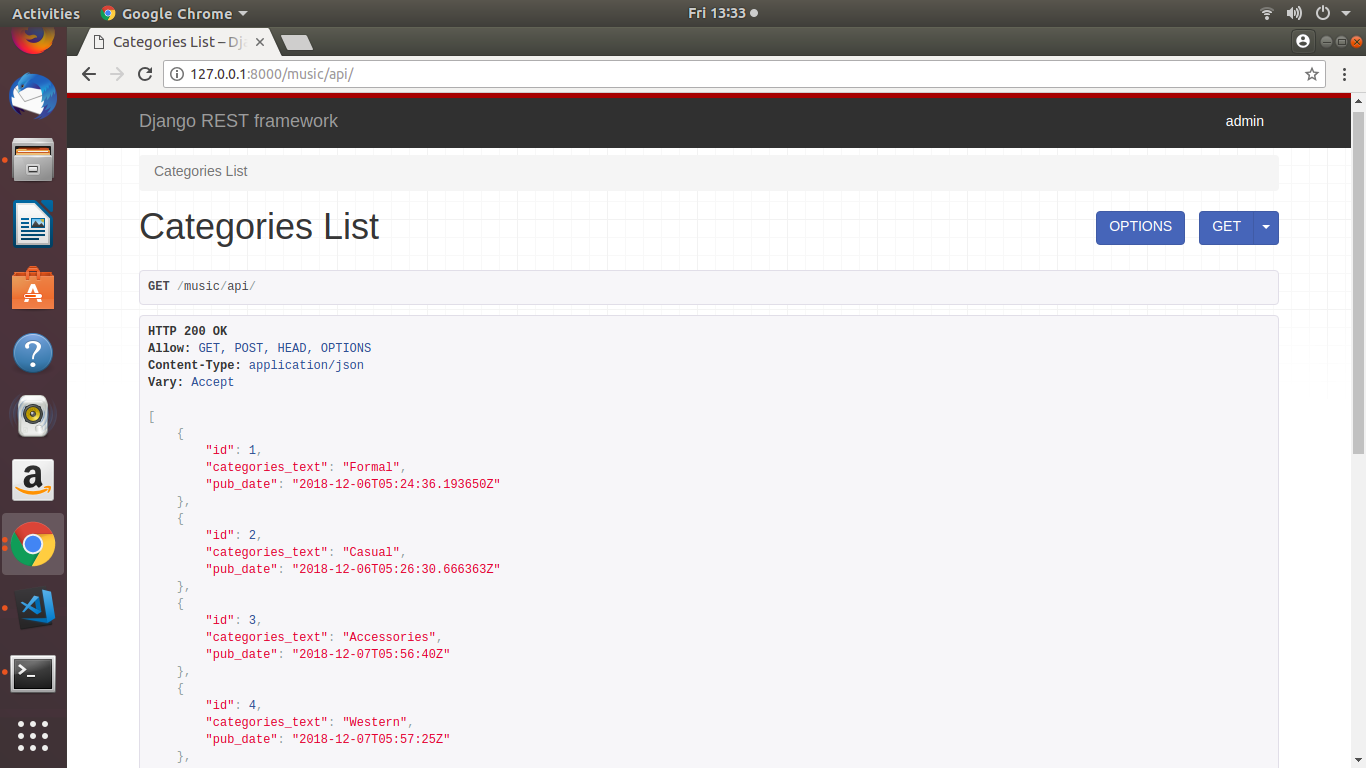 Activities
Google Chrome
Fri 13:33
Categories List – Dja
127.0.0.1:8000/music/api/
Django REST framework
admin
Categories List
Categories List
OPTIONS
GET
GET /music/api/
HTTP 200 OK
Allow: GET, POST, HEAD, OPTIONS
Content-Type: application/json
Vary: Accept
[
{
"id": 1,
"categories_text": "Formal",
"pub_date": "2018-12-06T05:24:36.193650Z"
},
{
"id": 2,
"categories_text": "Casual",
"pub_date": "2018-12-06T05:26:30.666363Z"
},
{
"id": 3,
"categories_text": "Accessories",
"pub_date": "2018-12-07T05:56:40Z"
},
{
"id": 4,
"categories_text": "Western",
"pub_date": "2018-12-07T05:57:25Z"
},